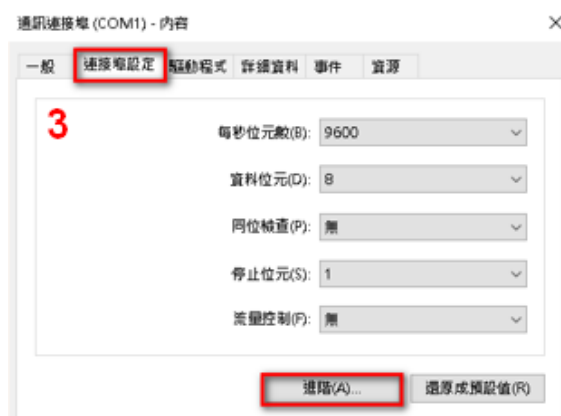 通訊連接埠 (COM1) - 內容
一般 連接埠設定 驅動程式 詳細資料 事件 資源
3
每秒位元數(B): 9600
資料位元(D): 8
同位檢查(P): 無
停止位元(S): 1
流量控制(F): 無
進階(A)... 還原成預設值(R)